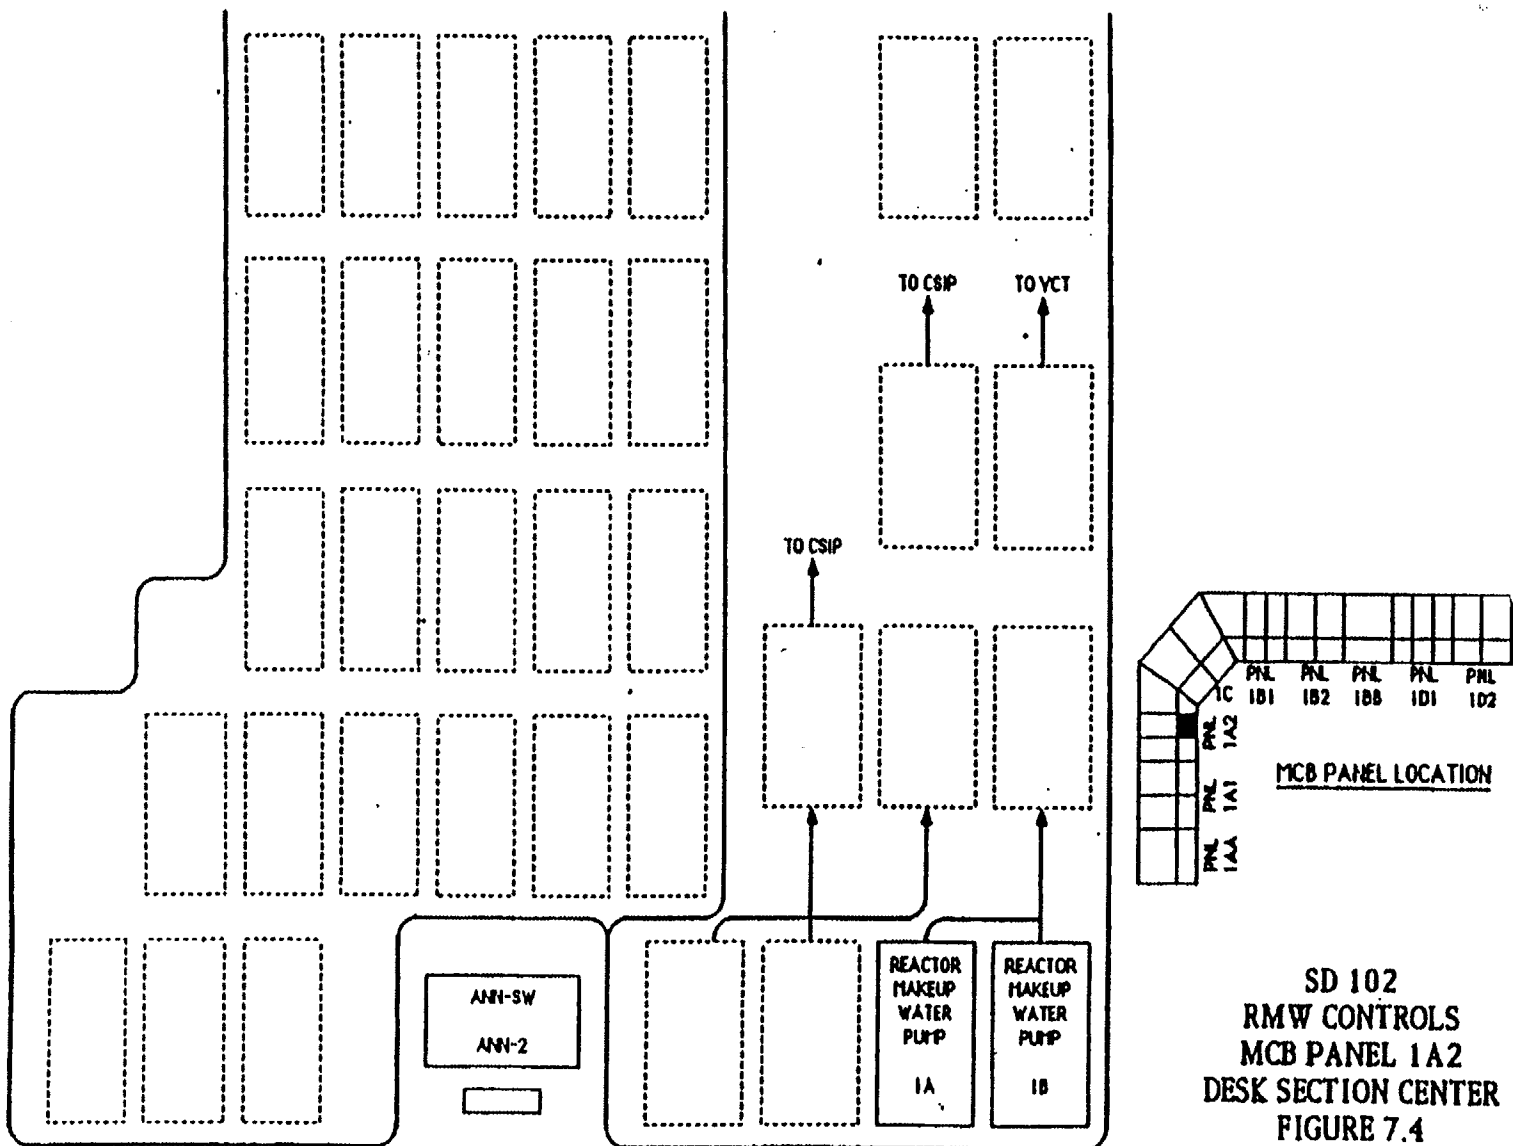 TO CSIP
TO VCT
TO CSIP
REACTOR
MAKEUP
WATER
PUMP
1A
REACTOR
MAKEUP
WATER
PUMP
1B
ANN-SW
ANN-2
1C
PNL
1B1
PNL
1B2
PNL
1BB
PNL
1D1
PNL
1D2
PNL
1A2
PNL
1A1
PNL
1AA
MCB PANEL LOCATION
SD 102
RMW CONTROLS
MCB PANEL 1A2
DESK SECTION CENTER
FIGURE 7.4